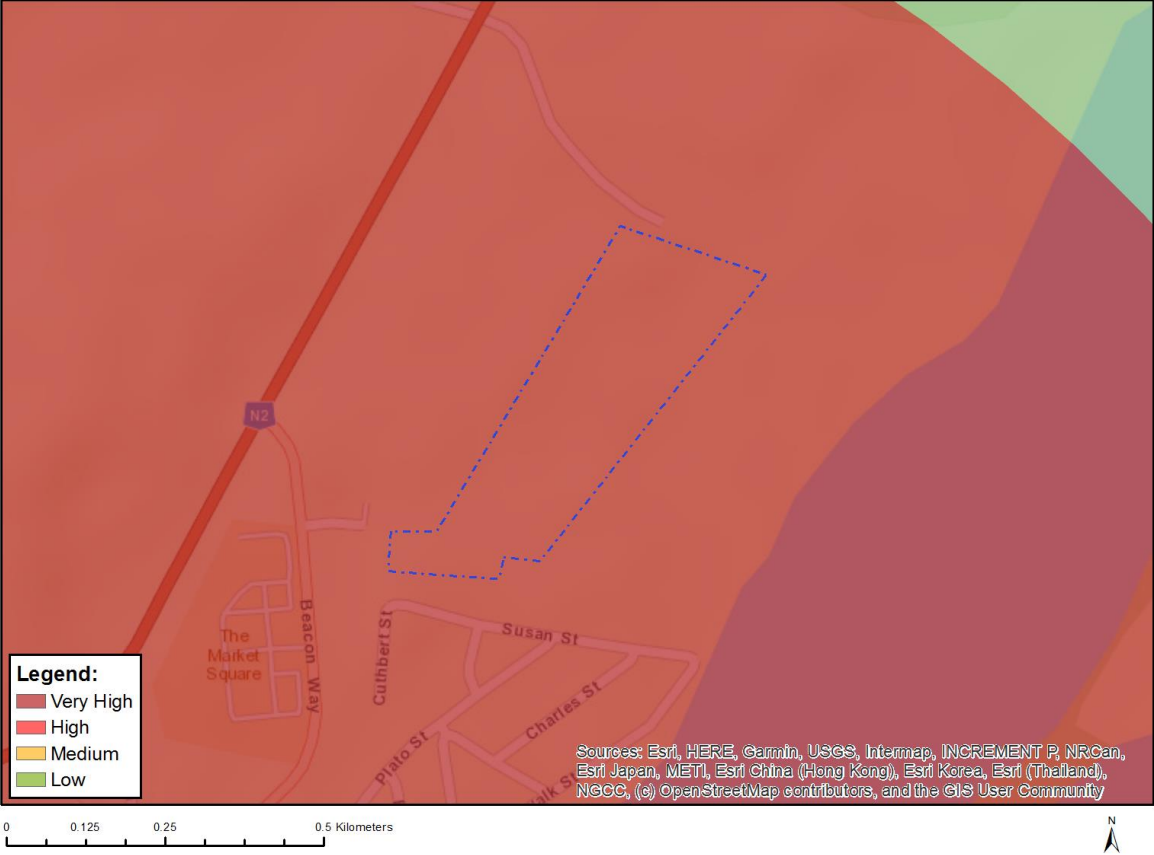 N2
The
Market
Square
Beacon Way
Cuthbert St
Susan St
Charles St
Plato St
alk St
Legend:
Very High
High
Medium
Low
Sources: Esri, HERE, Garmin, USGS, Intermap, INCREMENT P, NRCan,
Esri Japan, METI, Esri China (Hong Kong), Esri Korea, Esri (Thailand),
NGCC, (c) OpenStreetMap contributors, and the GIS User Community
0 0.125 0.25 0.5 Kilometers
N